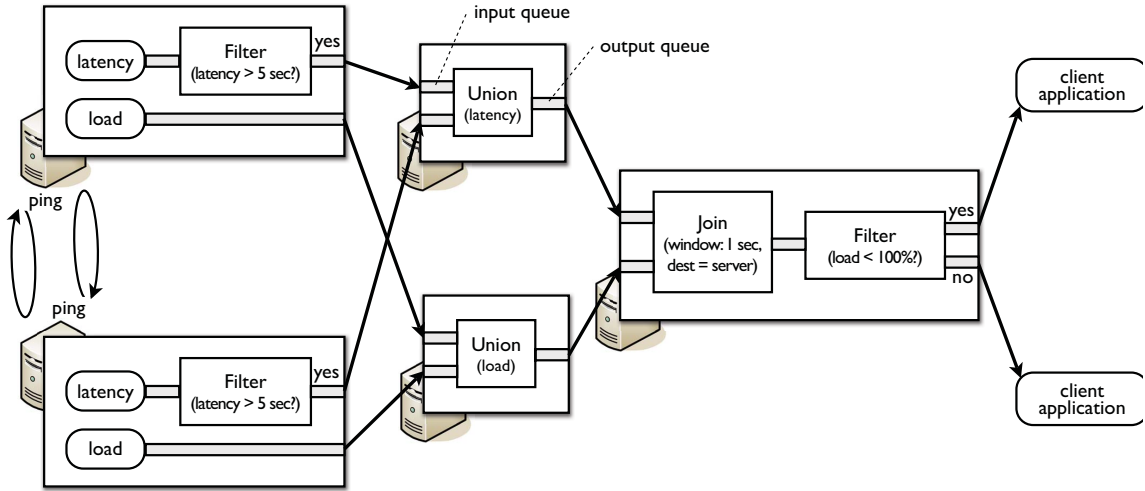 input queue
output queue
latency
Filter
(latency > 5 sec?)
yes
load
Union
(latency)
client
application
ping
ping
Join
(window: 1 sec,
dest = server)
Filter
(load < 100%?)
yes
no
Union
(load)
latency
Filter
(latency > 5 sec?)
yes
load
client
application